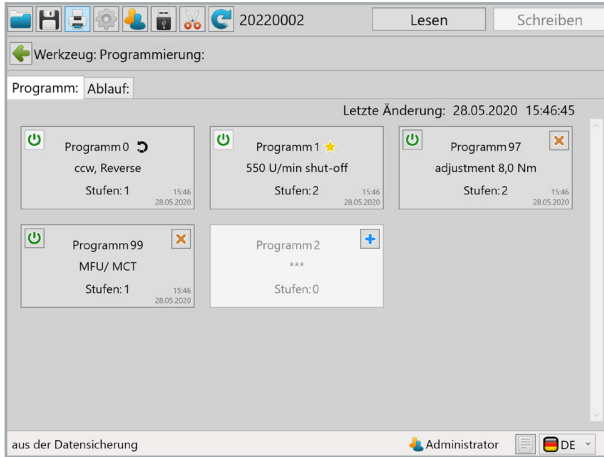 20220002 Lesen Schreiben
Werkzeug: Programmierung:
Programm: Ablauf:
Letzte Änderung: 28.05.2020 15:46:45
Programm 0
ccw, Reverse
Stufen: 1
15:46
28.05.2020
Programm 1
550 U/min shut-off
Stufen: 2
15:46
28.05.2020
Programm 97
adjustment 8,0 Nm
Stufen: 2
15:46
28.05.2020
Programm 99
MFU/ MCT
Stufen: 1
15:46
28.05.2020
Programm 2
***
Stufen: 0
aus der Datensicherung Administrator DE